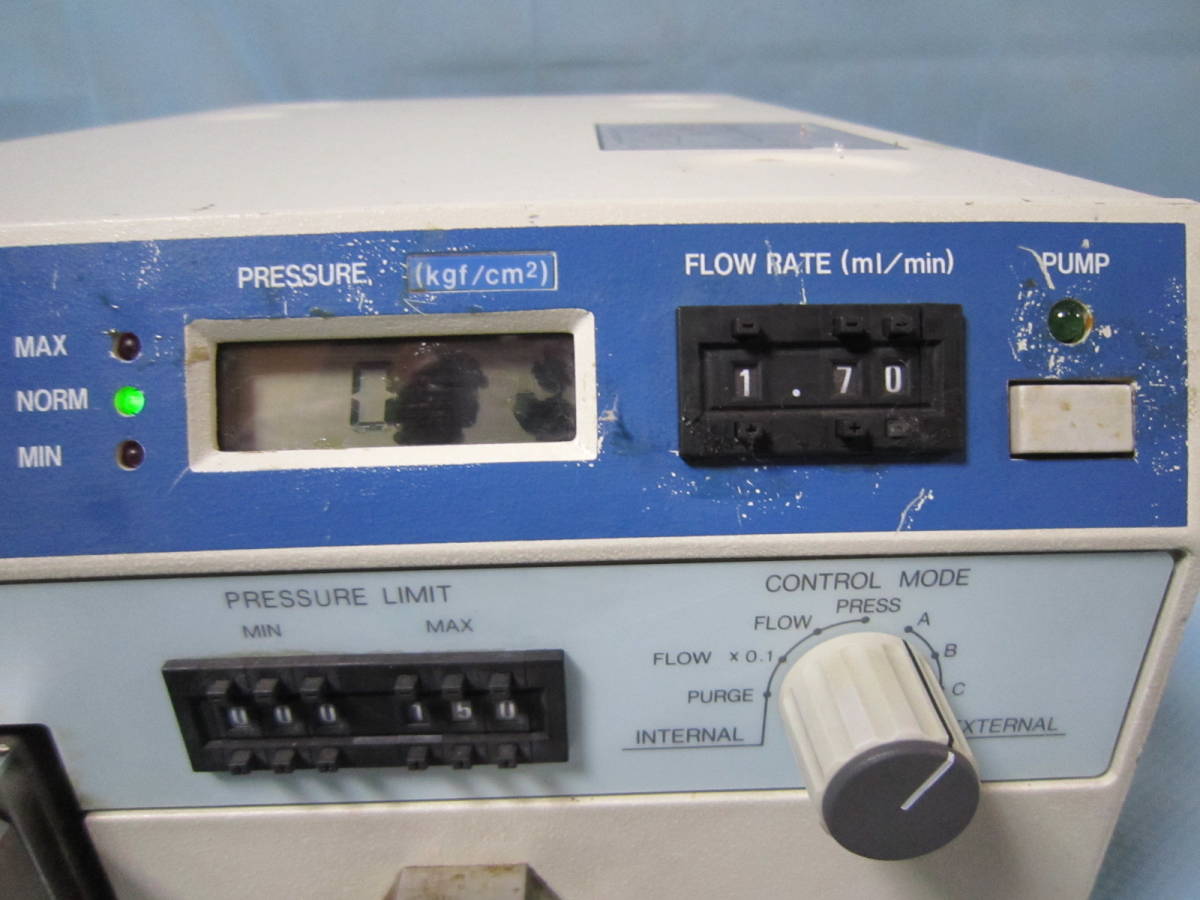 PRESSURE (kgf/cm²)
FLOW RATE (ml/min)
PUMP
MAX
NORM
MIN
1.70
PRESSURE LIMIT
MIN
MAX
000
150
CONTROL MODE
PRESS
FLOW
FLOW ×0.1
PURGE
INTERNAL
A
B
C
EXTERNAL